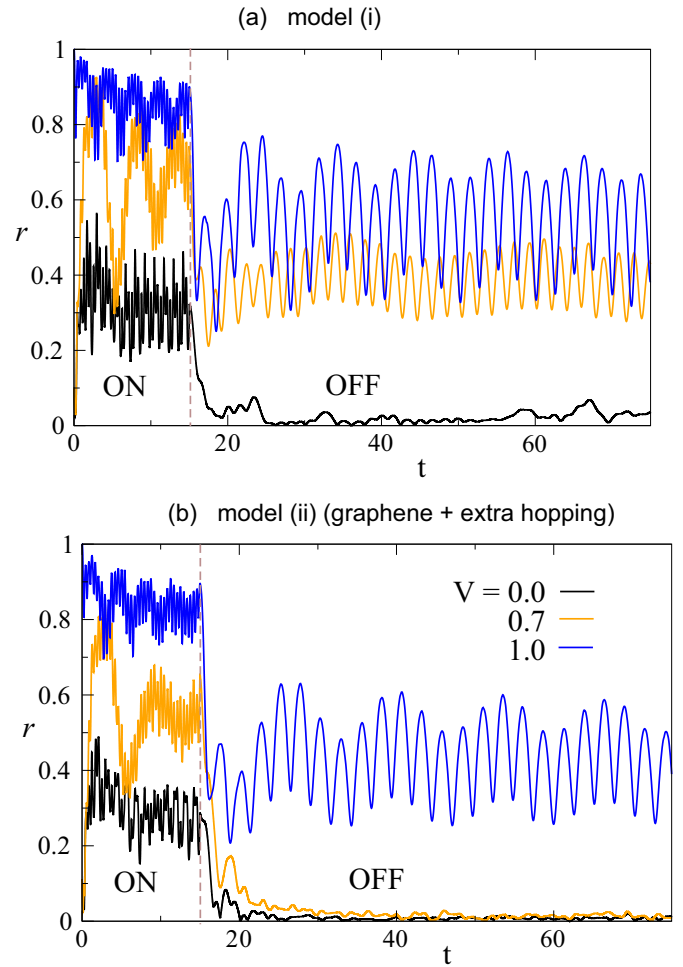 (a) model (i)
1
0.8
0.6
r
0.4
0.2
0
ON
OFF
0 20 40 60
t
(b) model (ii) (graphene + extra hopping)
1
0.8
0.6
r
0.4
0.2
0
V = 0.0
0.7
1.0
ON
OFF
0 20 40 60
t